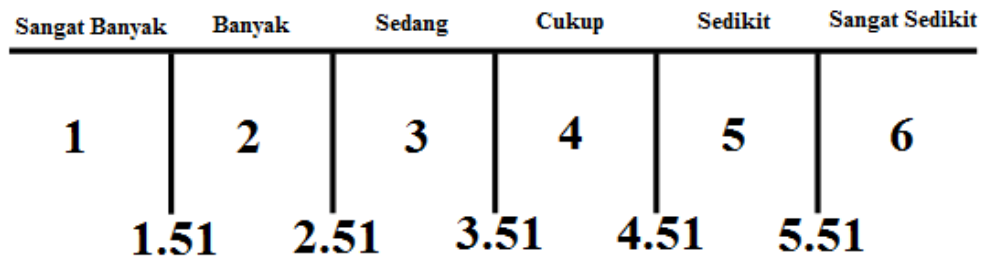 Sangat Banyak Banyak Sedang Cukup Sedikit Sangat Sedikit
1 2 3 4 5 6
1.51 2.51 3.51 4.51 5.51